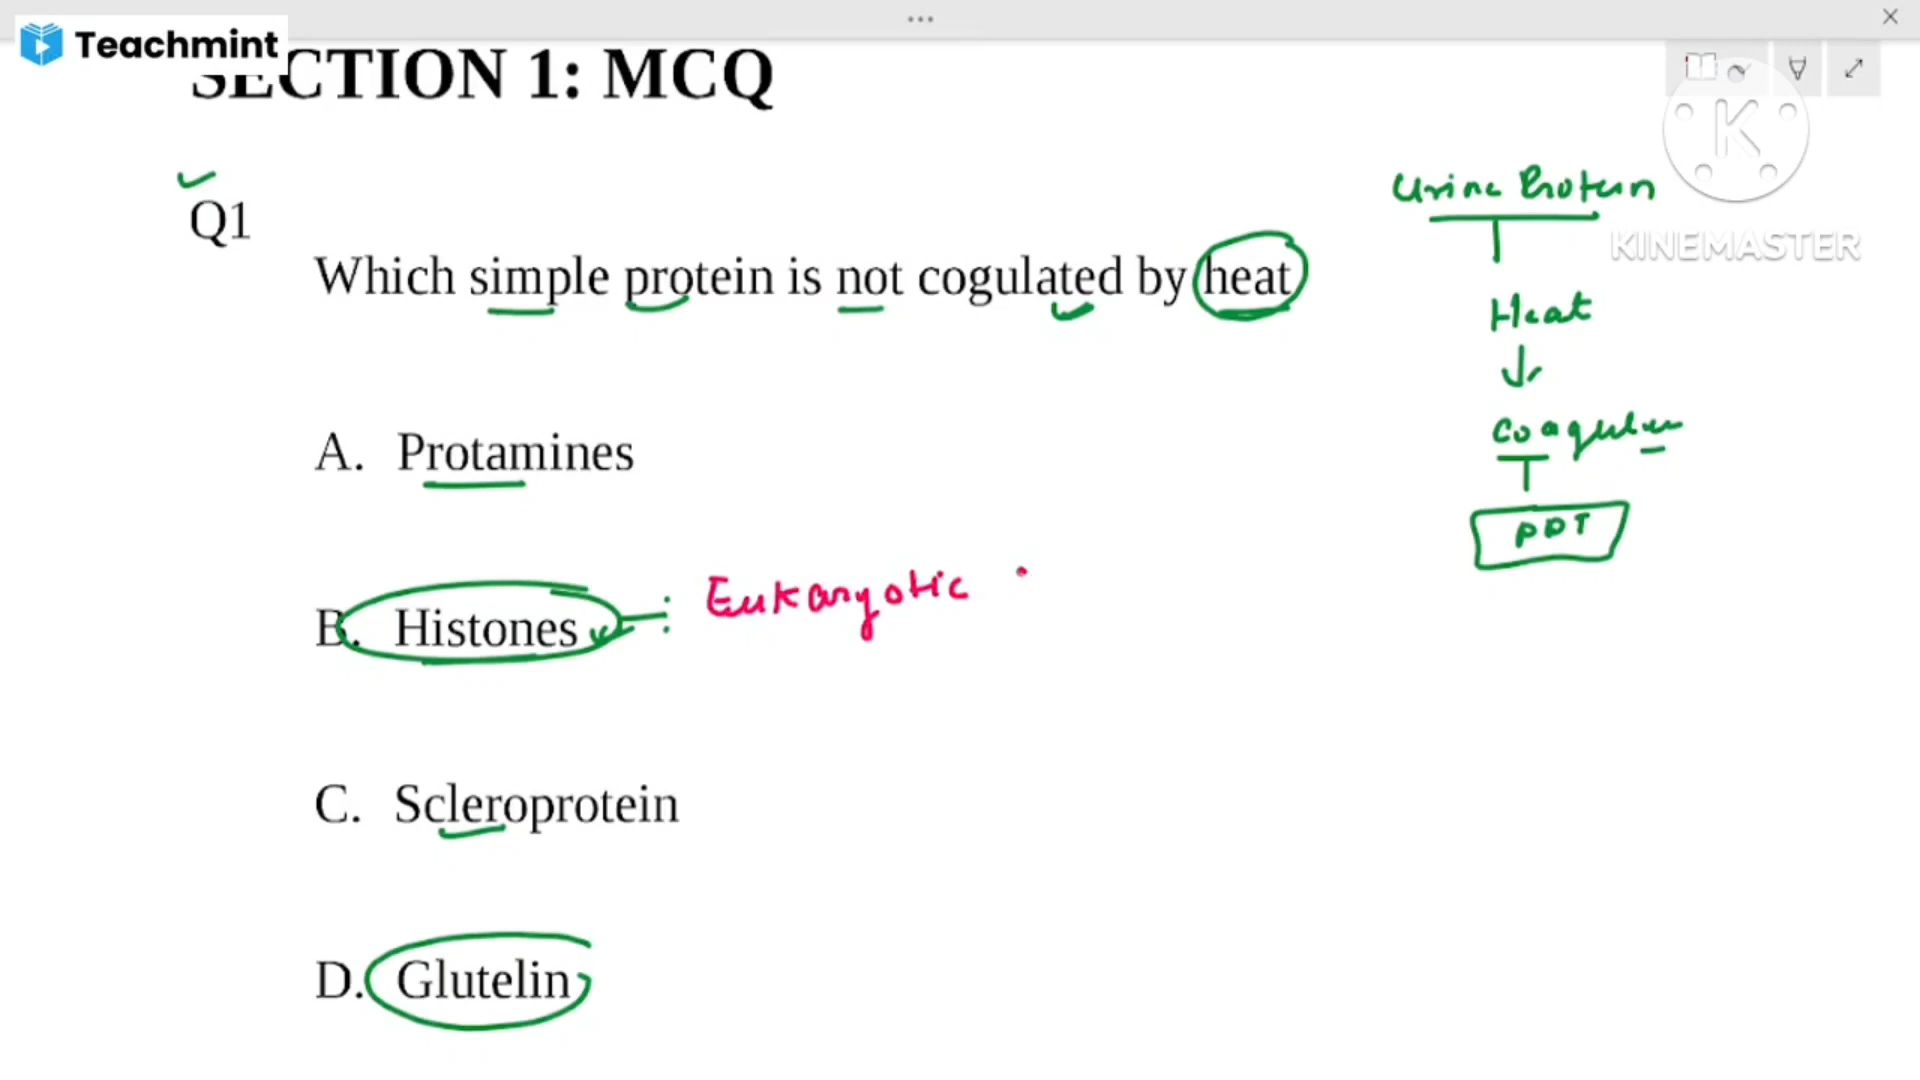 Teachmint
SECTION 1: MCQ
Q1
Which simple protein is not cogulated by heat
A. Protamines
B. Histones
Eukaryotic
C. Scleroprotein
D. Glutelin
Urine Protein
Heat
PPT
K
KINEMASTER